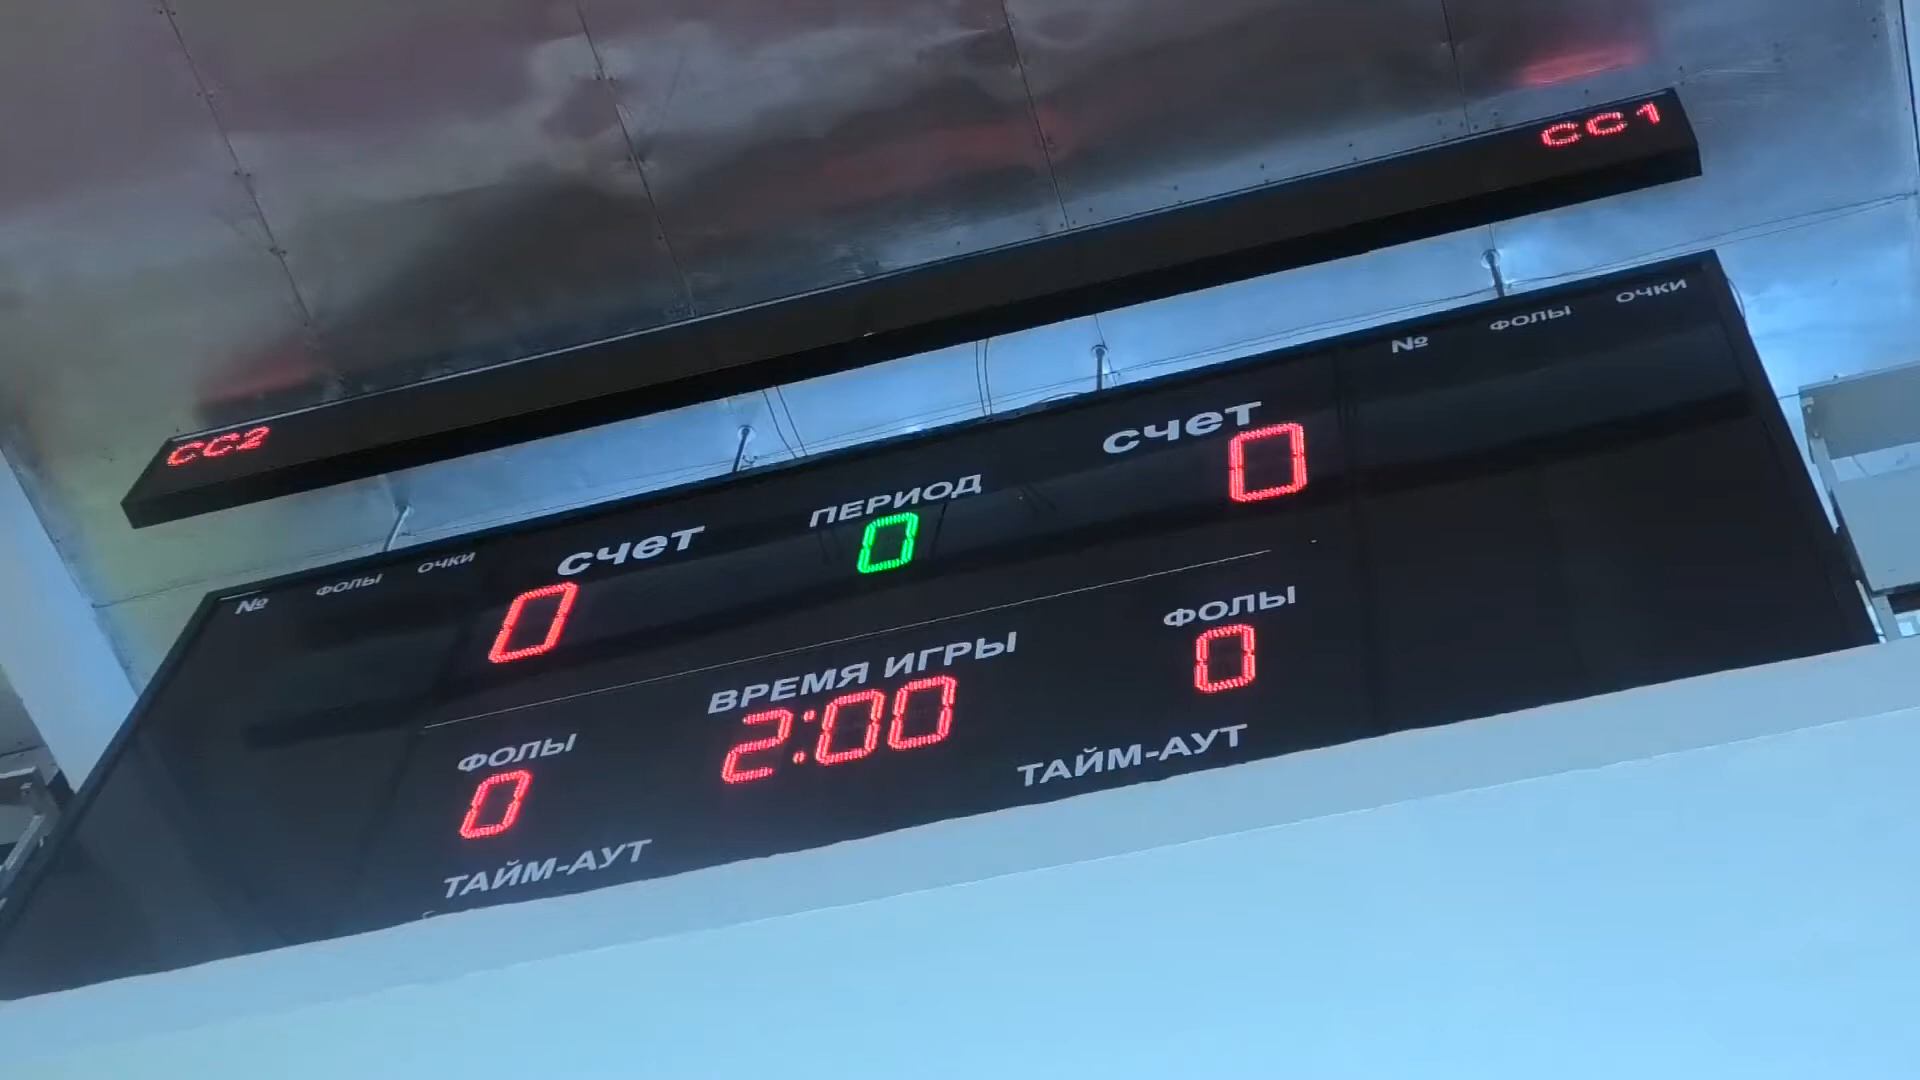 CC2
CC1
№ ФОЛЫ ОЧКИ
счет
0
ПЕРИОД
0
счет
0
№ ФОЛЫ ОЧКИ
ФОЛЫ
0
ТАЙМ-АУТ
ВРЕМЯ ИГРЫ
2:00
ФОЛЫ
0
ТАЙМ-АУТ